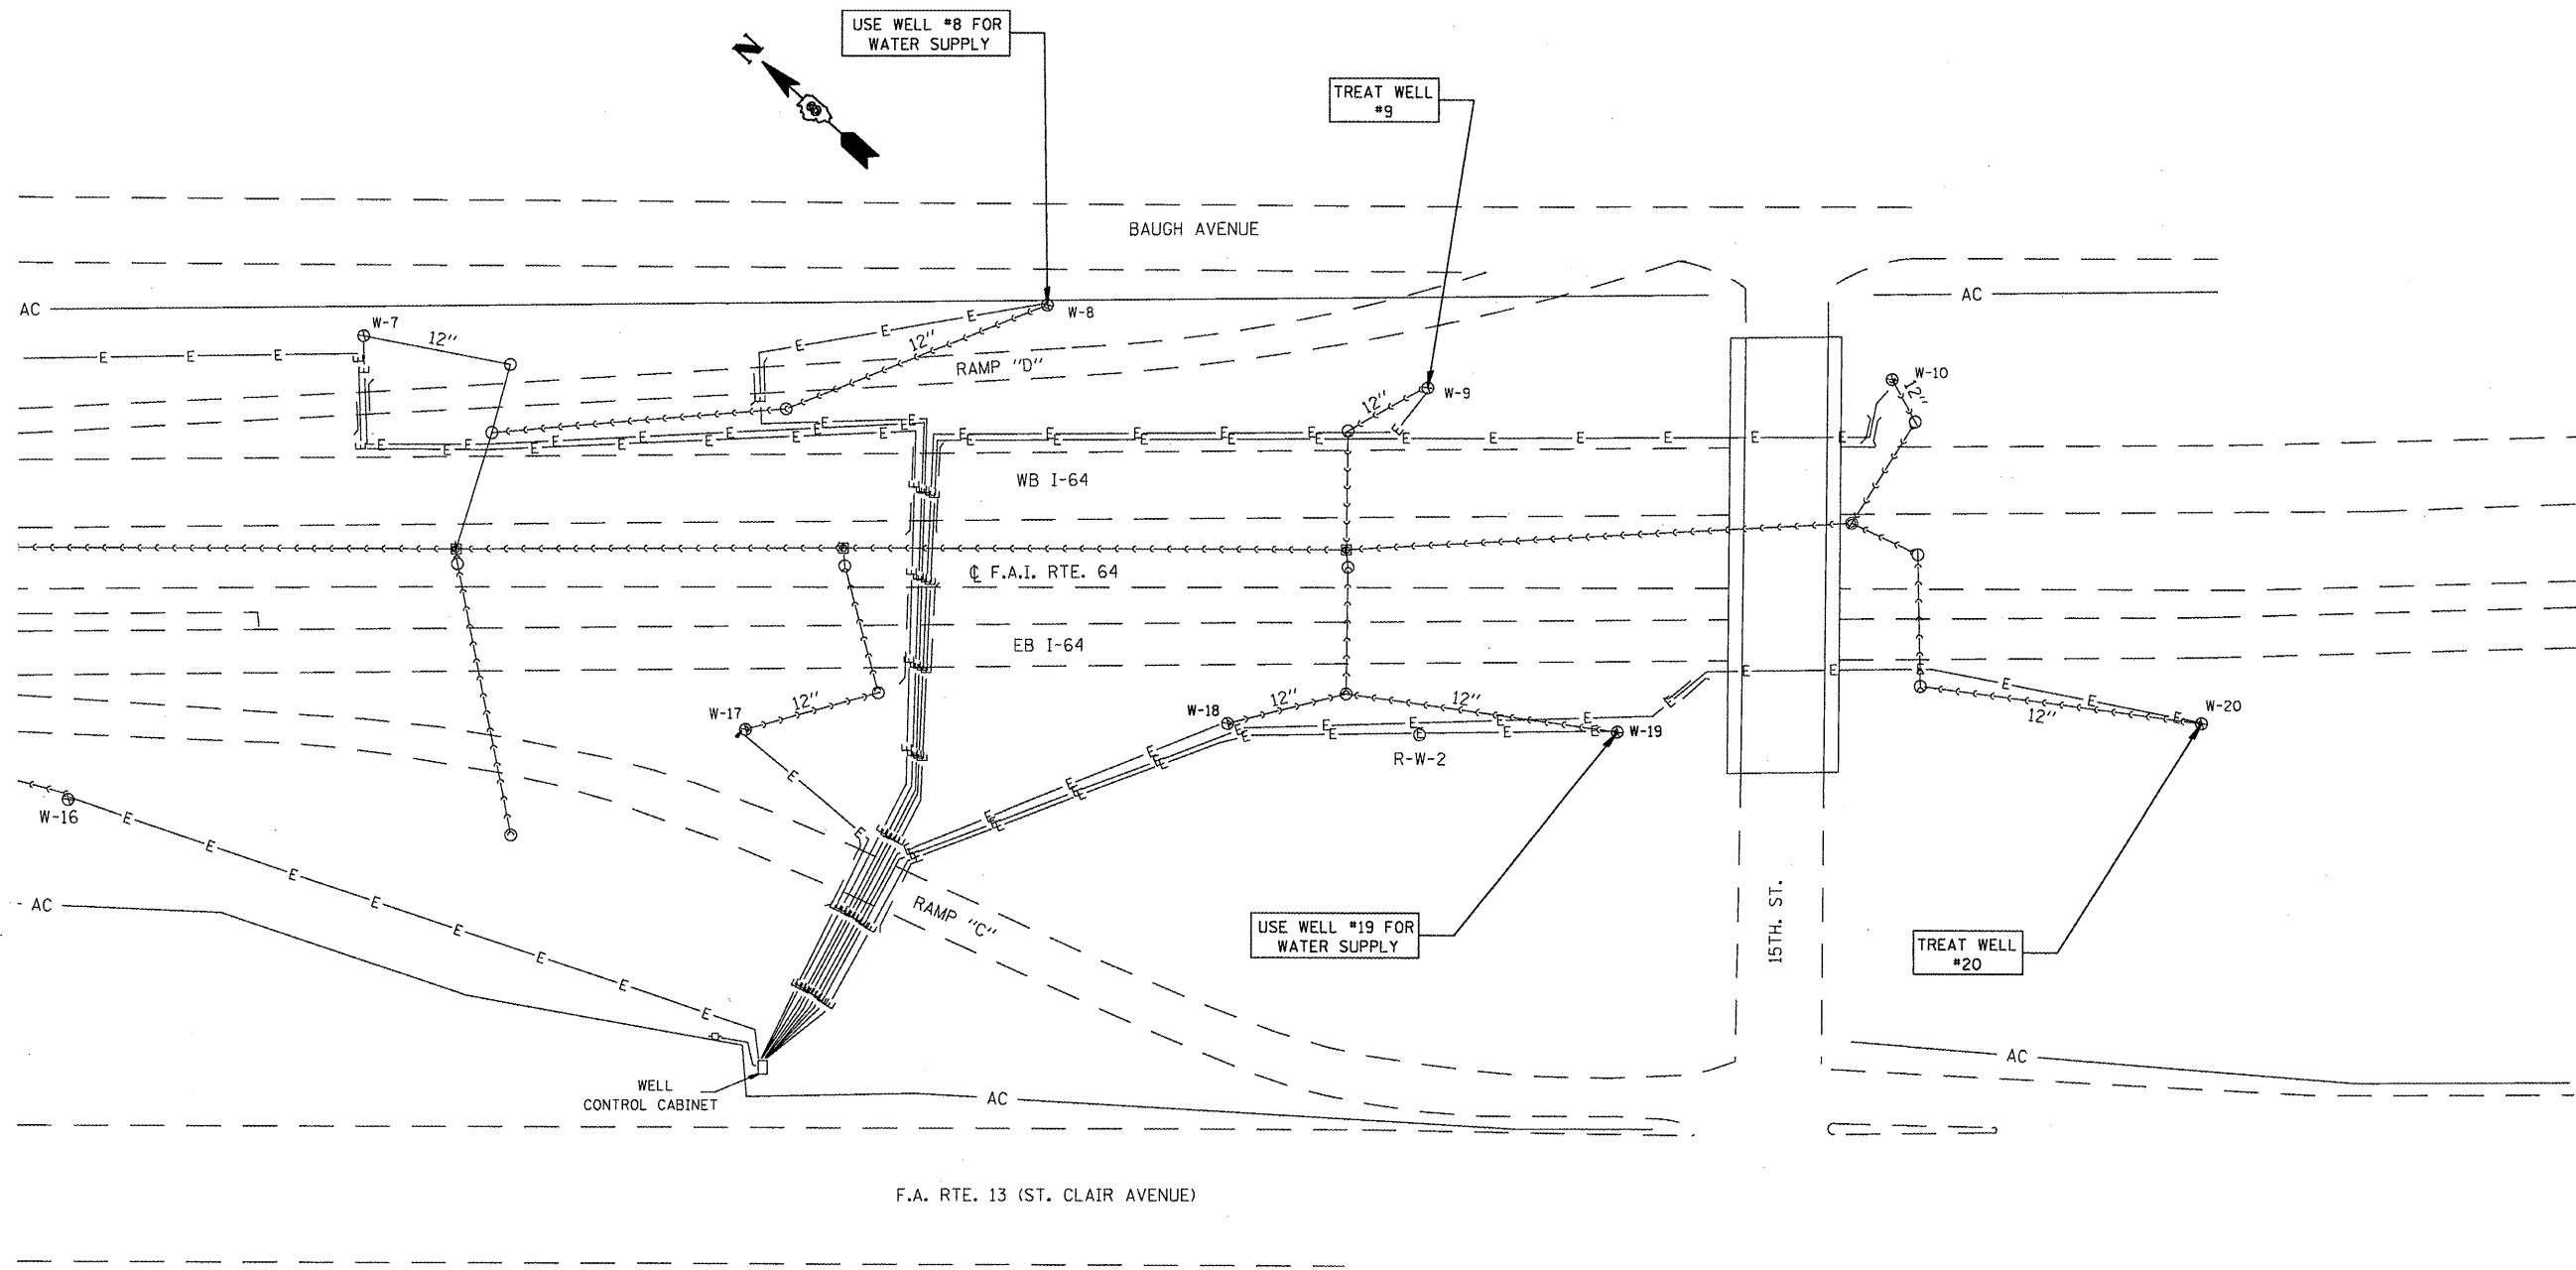 USE WELL #8 FOR
WATER SUPPLY
N
TREAT WELL
#9
BAUGH AVENUE
AC
AC
W-7
12"
W-8
12"
RAMP "D"
W-9
12"
W-10
12"
WB I-64
℄ F.A.I. RTE. 64
EB I-64
W-17
12"
W-18
12"
12"
W-19
R-W-2
W-20
12"
W-16
AC
RAMP "C"
USE WELL #19 FOR
WATER SUPPLY
15TH. ST.
TREAT WELL
#20
WELL
CONTROL CABINET
AC
AC
F.A. RTE. 13 (ST. CLAIR AVENUE)